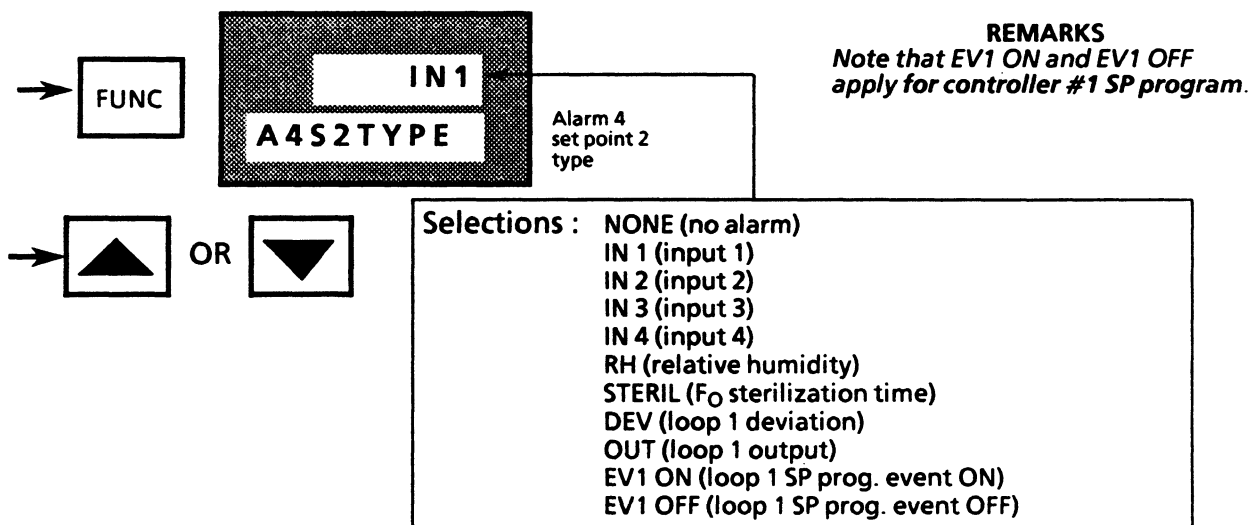 FUNC
IN1
A4S2TYPE
Alarm 4
set point 2
type
REMARKS
Note that EV1 ON and EV1 OFF
apply for controller #1 SP program.
OR
Selections : NONE (no alarm)
IN 1 (input 1)
IN 2 (input 2)
IN 3 (input 3)
IN 4 (input 4)
RH (relative humidity)
STERIL (FO sterilization time)
DEV (loop 1 deviation)
OUT (loop 1 output)
EV1 ON (loop 1 SP prog. event ON)
EV1 OFF (loop 1 SP prog. event OFF)